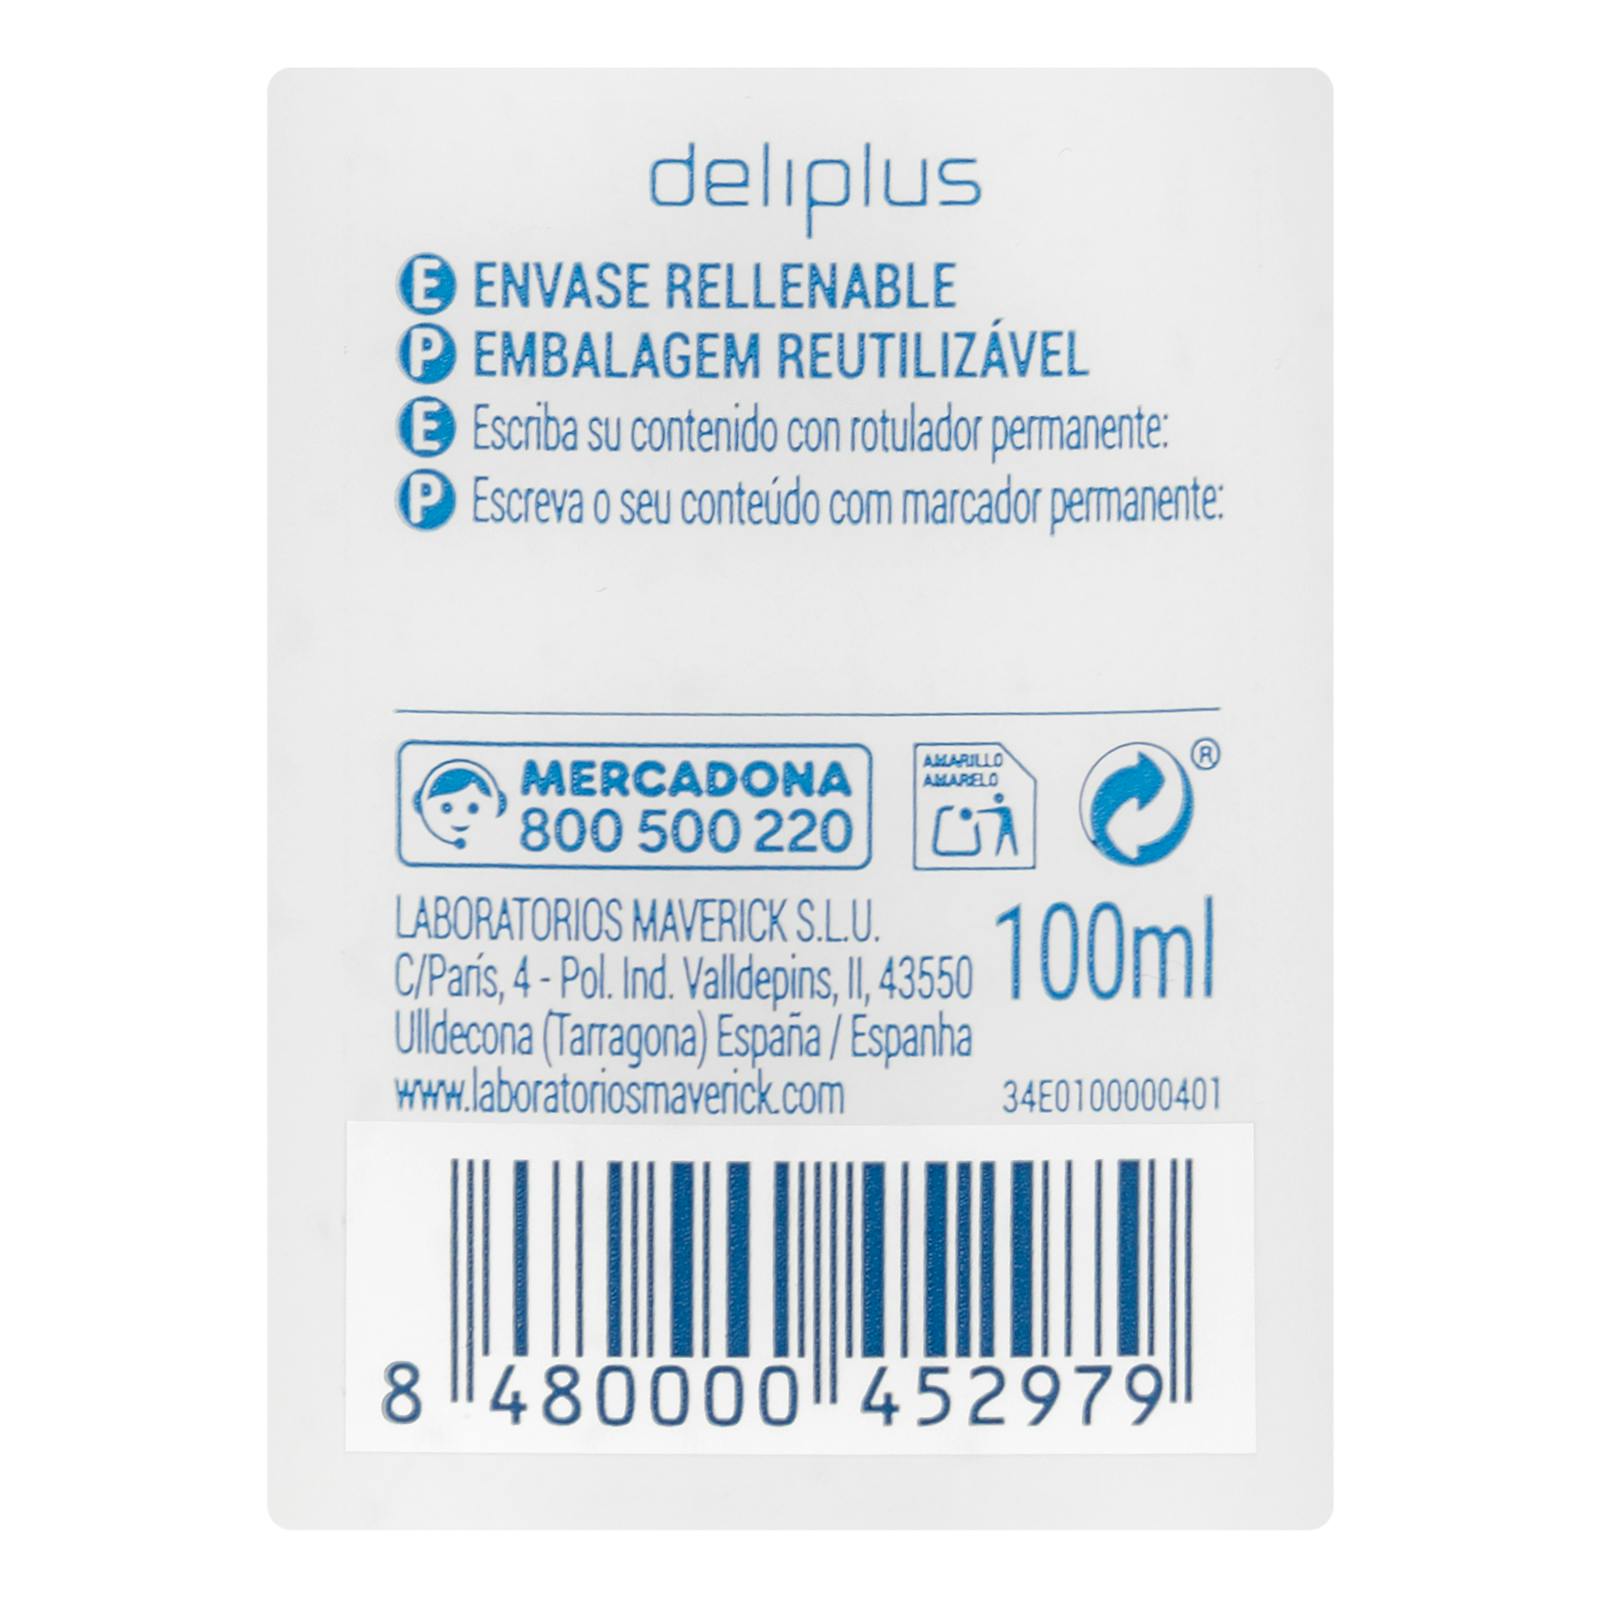 deliplus
E ENVASE RELLENABLE
P EMBALAGEM REUTILIZÁVEL
E Escriba su contenido con rotulador permanente:
P Escreva o seu conteúdo com marcador permanente:
MERCADONA
800 500 220
AMARILLO
AMARELO
®
LABORATORIOS MAVERICK S.L.U.
C/París, 4 - Pol. Ind. Valldepins, II, 43550
Ulldecona (Tarragona) España / Espanha
www.laboratoriosmaverick.com
100ml
34E0100000401
8 480000 452979